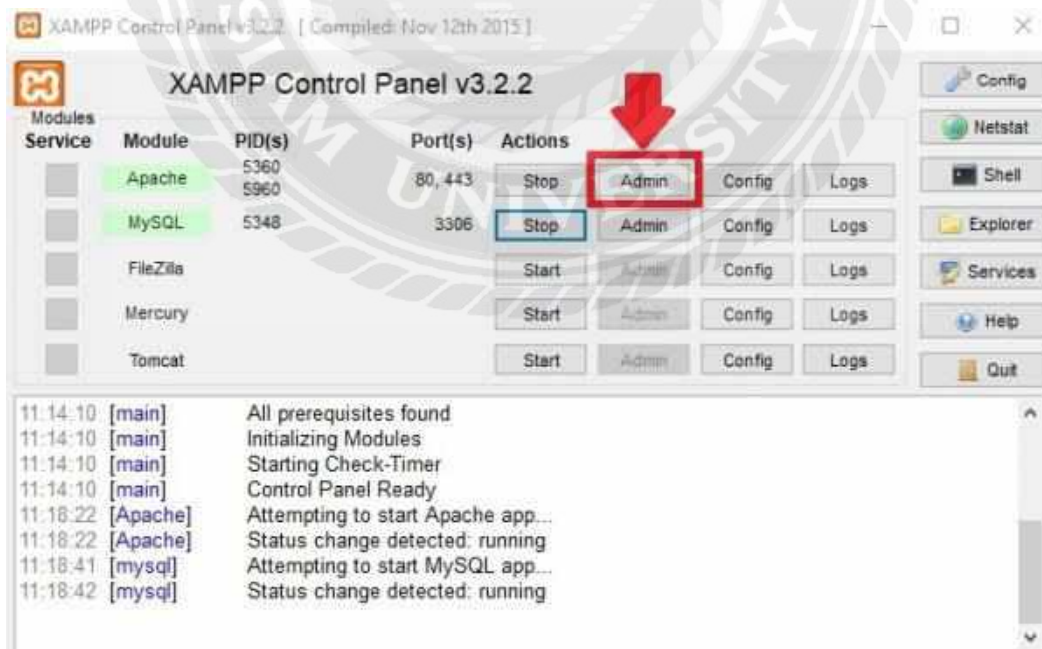 XAMPP Control Panel v3.2.2 [ Compiled: Nov 12th 2015 ]
XAMPP Control Panel v3.2.2
Modules
Service Module PID(s) Port(s) Actions
Apache 5360 5960 80, 443 Stop Admin Config Logs
MySQL 5348 3306 Stop Admin Config Logs
FileZilla Start Admin Config Logs
Mercury Start Admin Config Logs
Tomcat Start Admin Config Logs
Config
Netstat
Shell
Explorer
Services
Help
Quit
11:14:10 [main] All prerequisites found
11:14:10 [main] Initializing Modules
11:14:10 [main] Starting Check-Timer
11:14:10 [main] Control Panel Ready
11:18:22 [Apache] Attempting to start Apache app...
11:18:22 [Apache] Status change detected: running
11:18:41 [mysql] Attempting to start MySQL app...
11:18:42 [mysql] Status change detected: running
UNIVERSITY